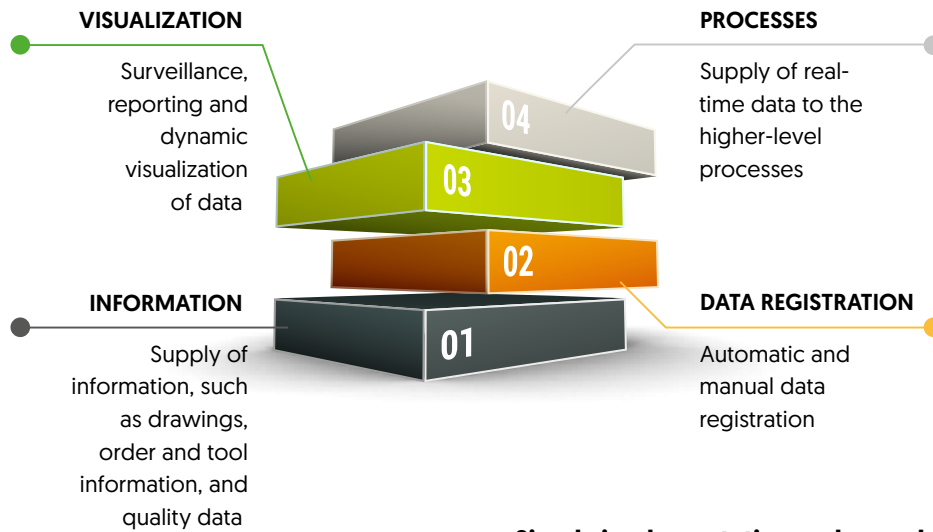 VISUALIZATION
Surveillance,
reporting and
dynamic
visualization
of data
PROCESSES
Supply of real-
time data to the
higher-level
processes
04
03
02
01
INFORMATION
Supply of
information, such
as drawings,
order and tool
information, and
quality data
DATA REGISTRATION
Automatic and
manual data
registration